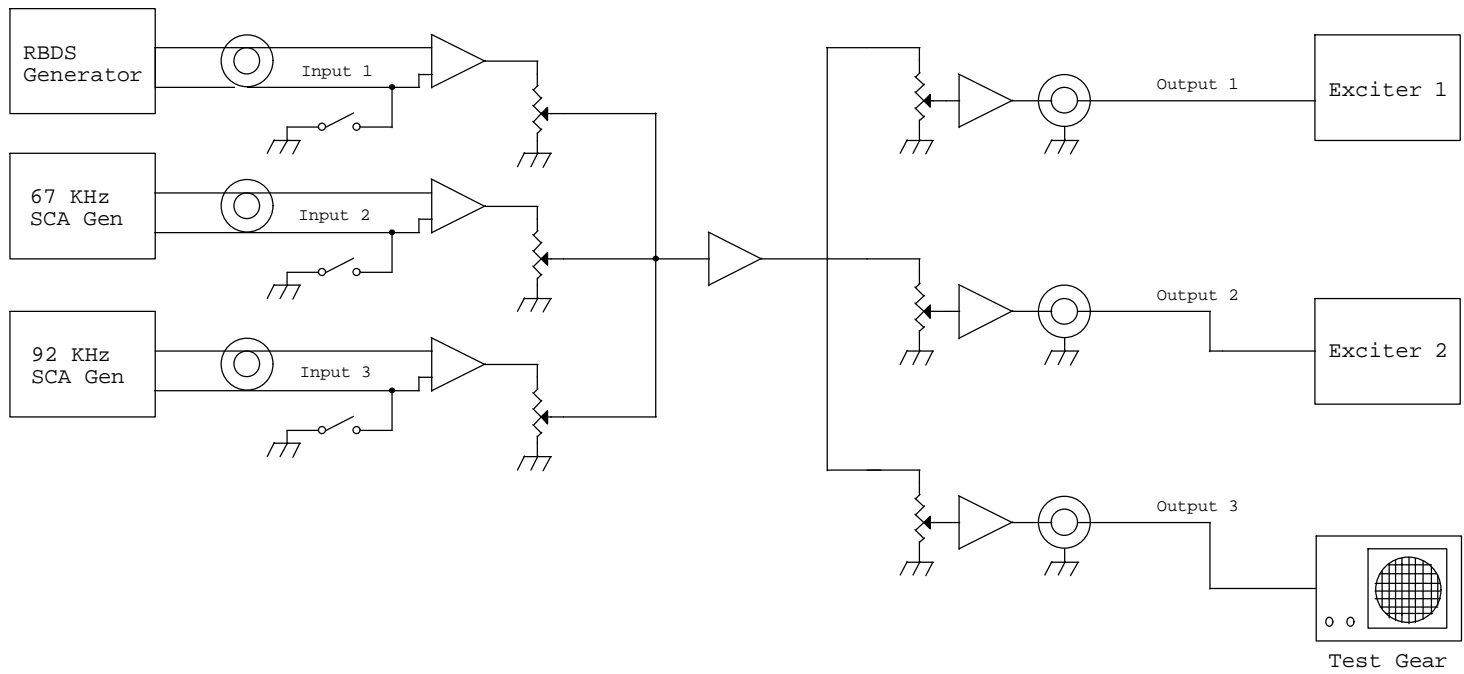 RBDS
Generator
Input 1
67 KHz
SCA Gen
Input 2
92 KHz
SCA Gen
Input 3
Output 1
Exciter 1
Output 2
Exciter 2
Output 3
Test Gear